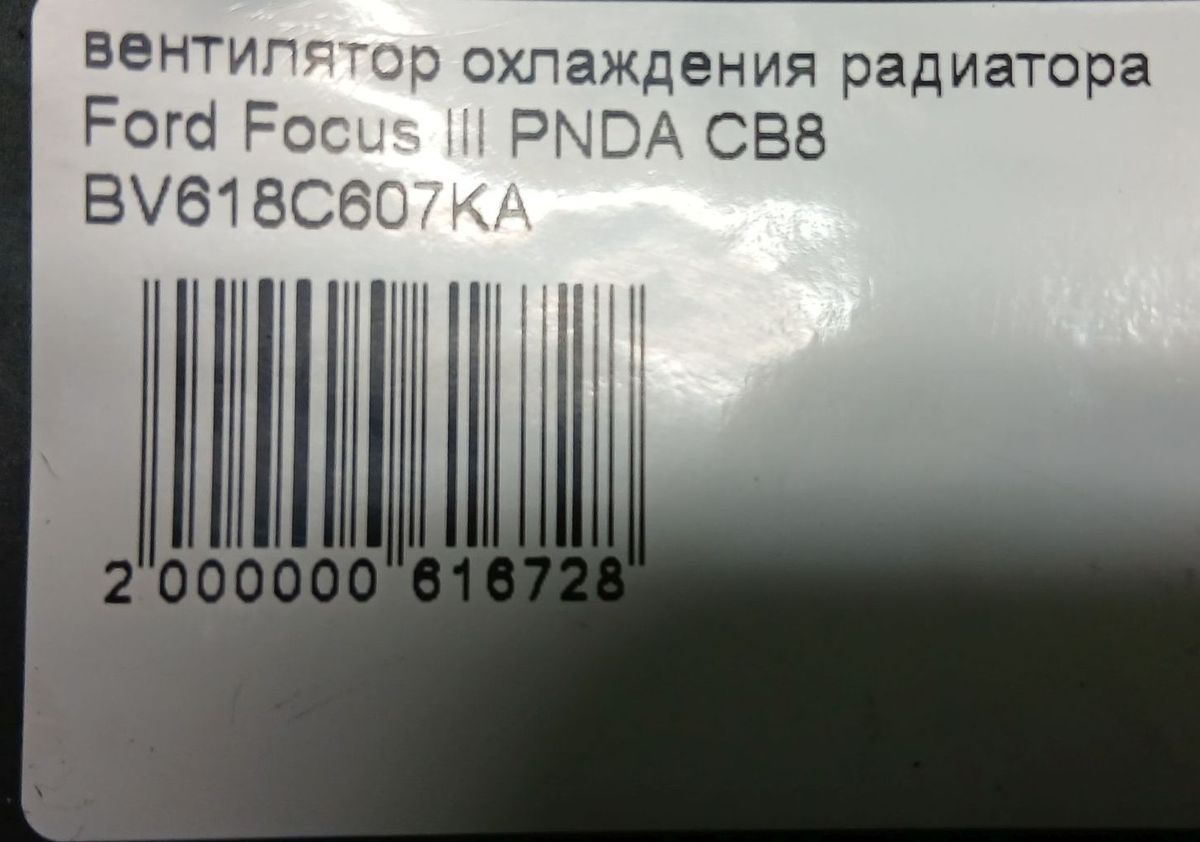 вентилятор охлаждения радиатора
Ford Focus III PNDA CB8
BV618C607KA
2 000000 616728